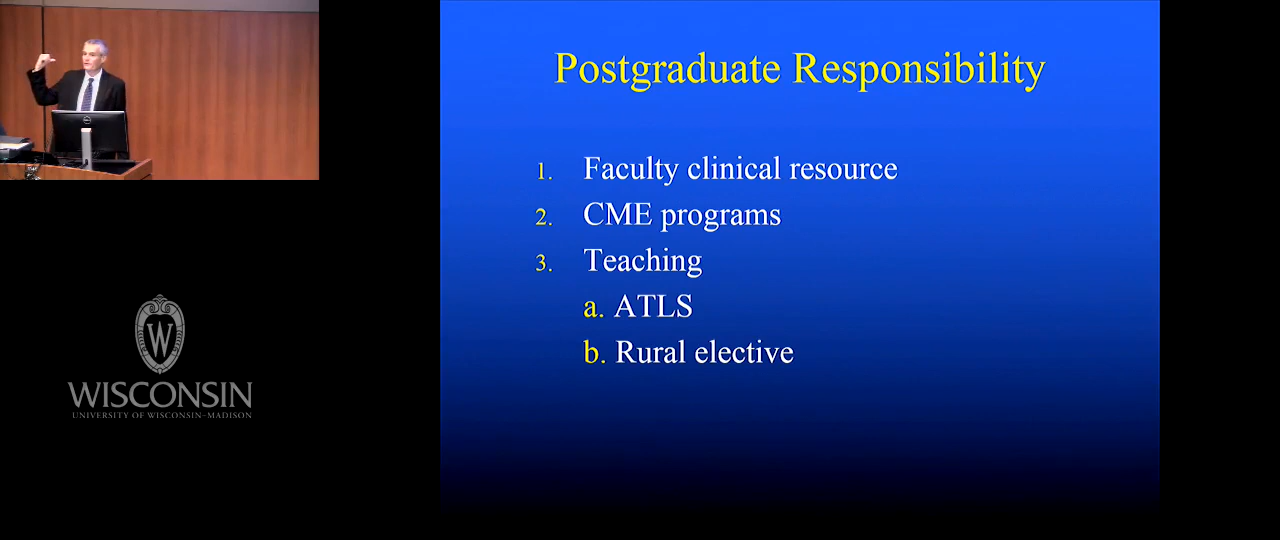 Postgraduate Responsibility
1. Faculty clinical resource
2. CME programs
3. Teaching
a. ATLS
b. Rural elective
W
WISCONSIN
UNIVERSITY OF WISCONSIN–MADISON